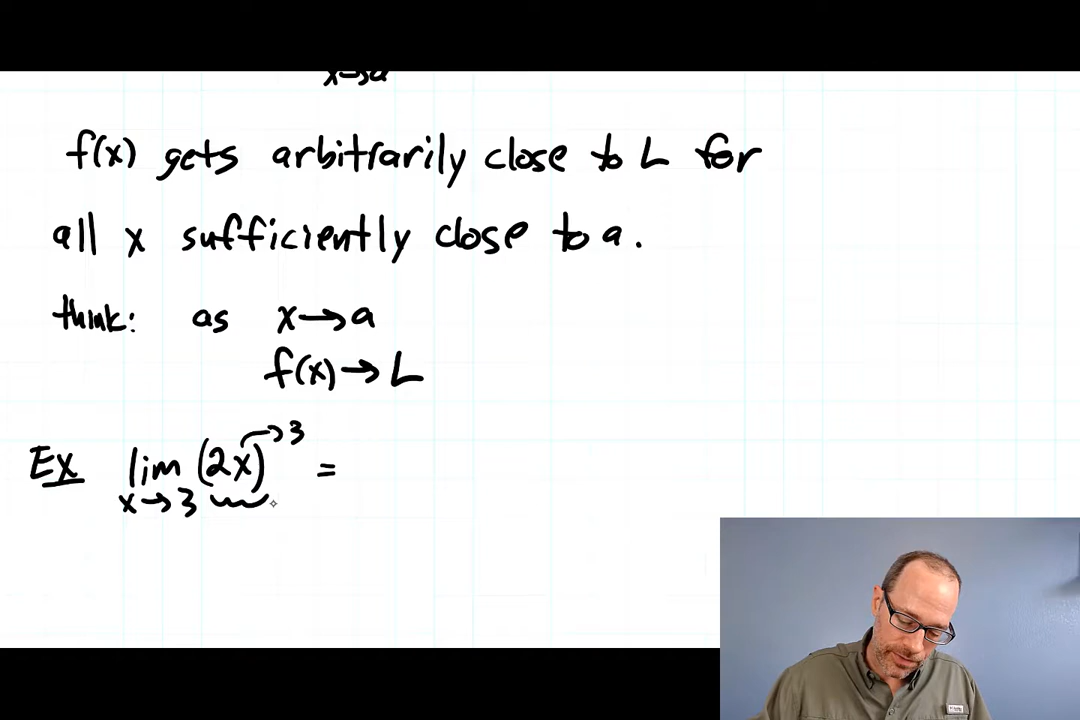 x→a
f(x) gets arbitrarily close to L for
all x sufficiently close to a.
think: as x→a
f(x)→L
Ex lim (2x) →3 =
x→3